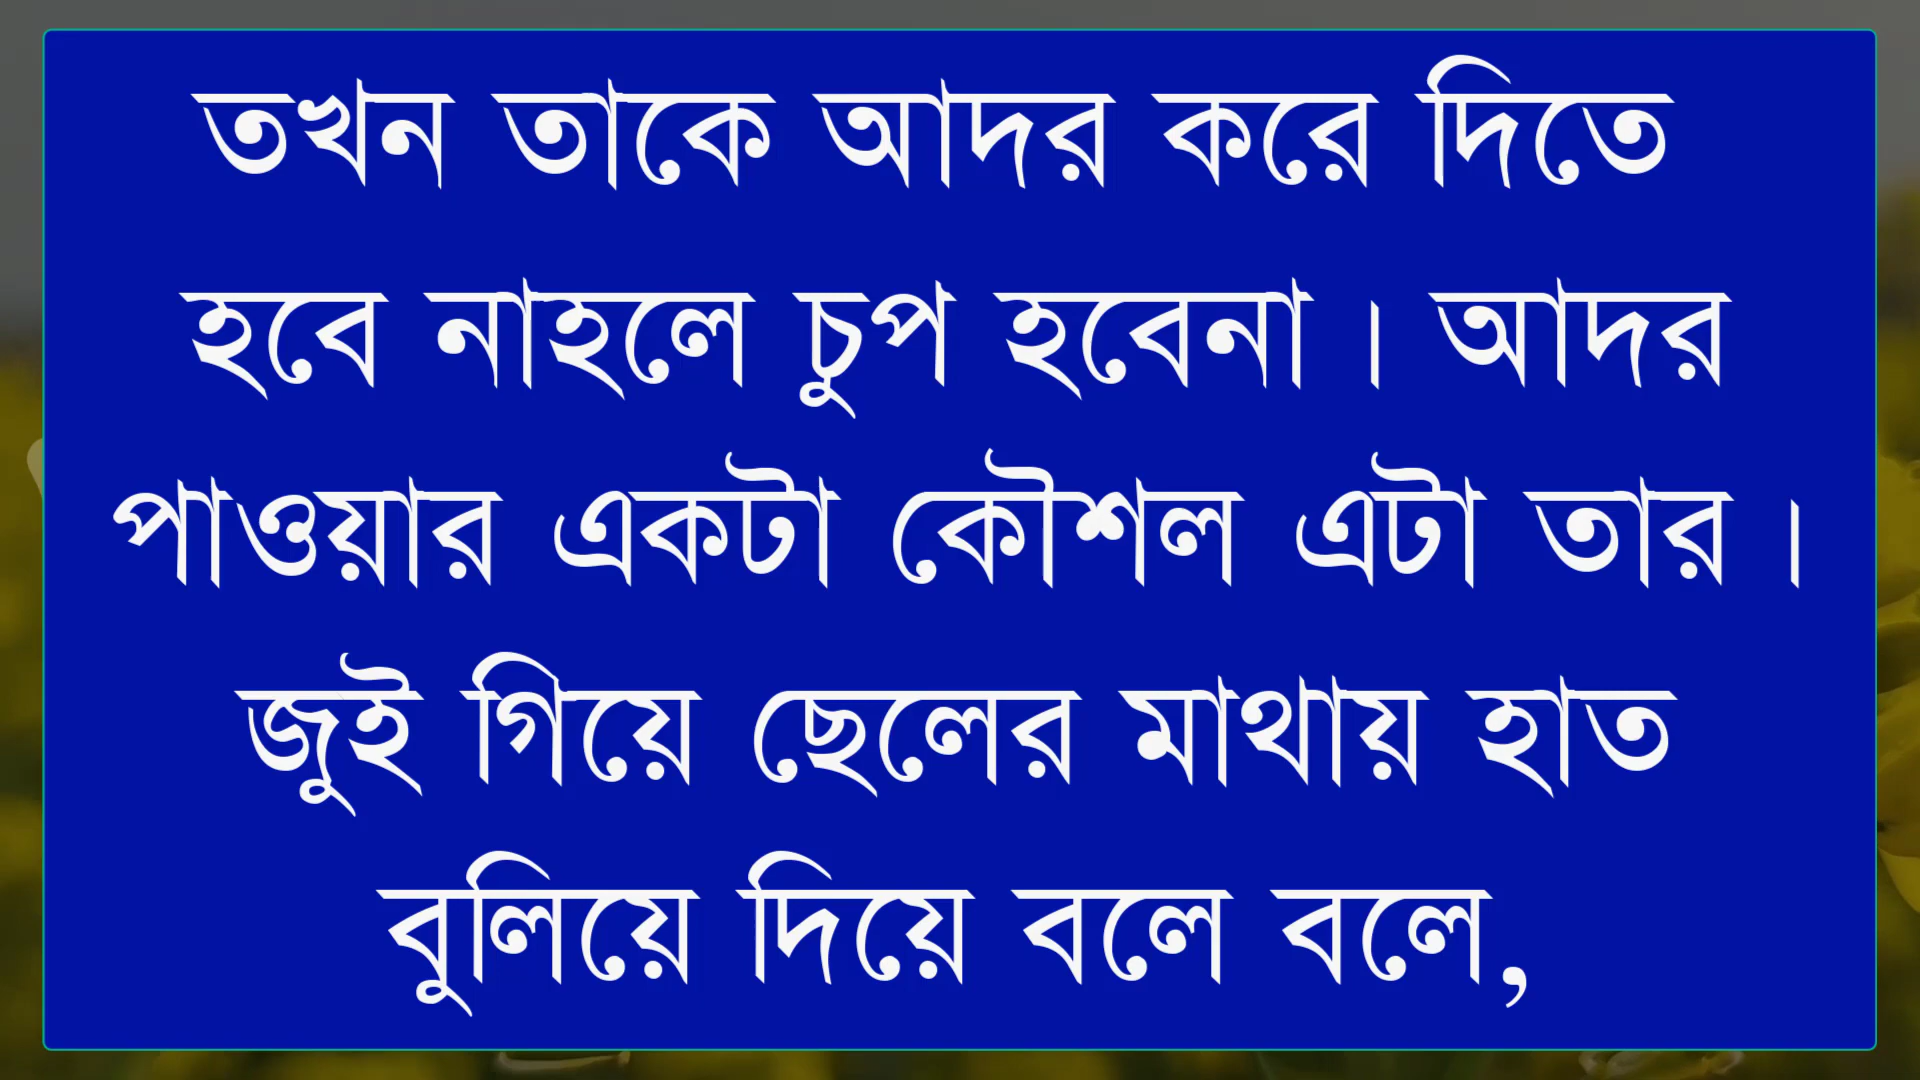 তখন তাকে আদর করে দিতে
হবে নাহলে চুপ হবেনা। আদর
পাওয়ার একটা কৌশল এটা তার।
জুই গিয়ে ছেলের মাথায় হাত
বুলিয়ে দিয়ে বলে বলে,